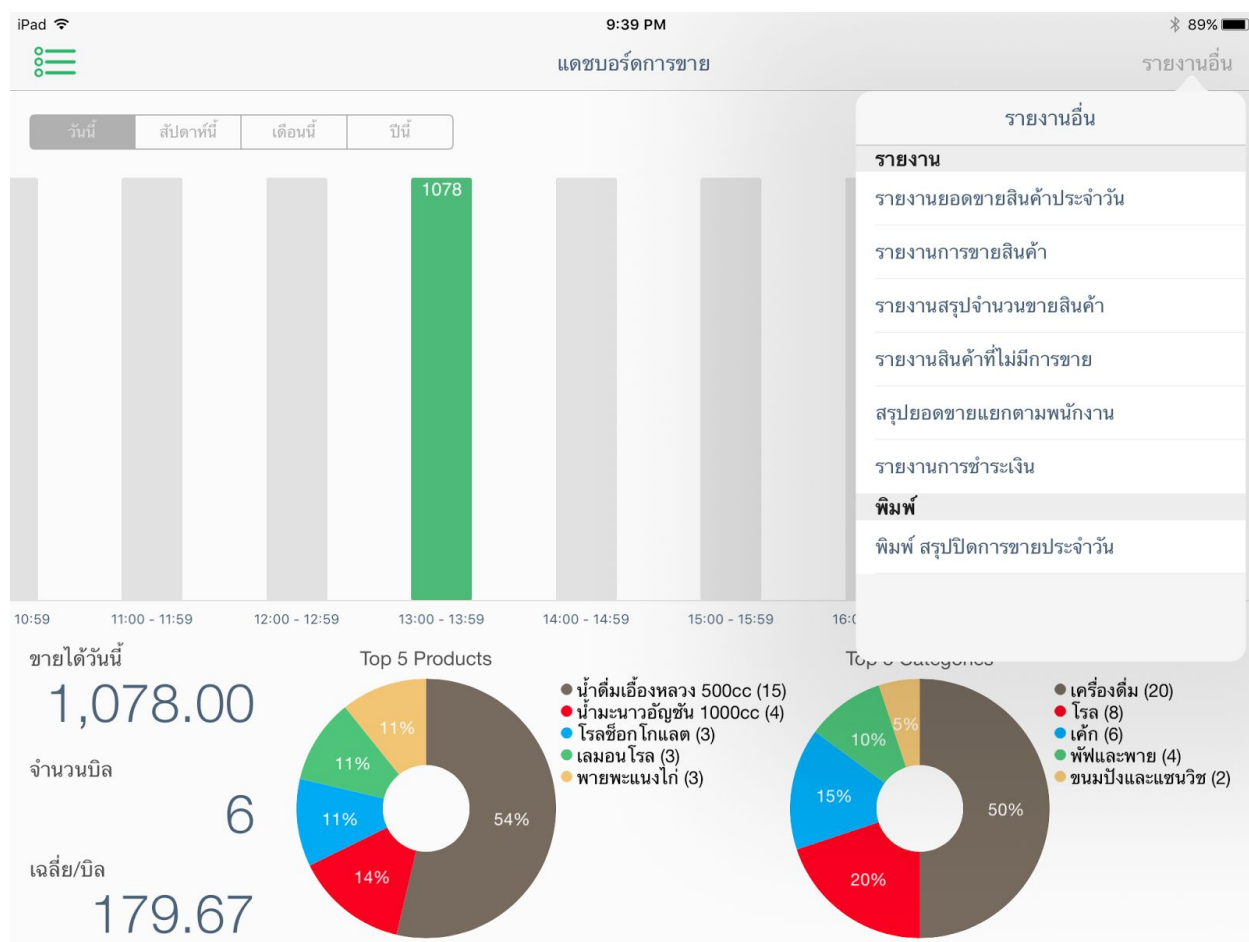 iPad 9:39 PM 89%
แดชบอร์ดการขาย รายงานอื่น
วันนี้ สัปดาห์นี้ เดือนนี้ ปีนี้
รายงานอื่น
รายงาน
รายงานยอดขายสินค้าประจำวัน
รายงานการขายสินค้า
รายงานสรุปจำนวนขายสินค้า
รายงานสินค้าที่ไม่มีการขาย
สรุปยอดขายแยกตามพนักงาน
รายงานการชำระเงิน
พิมพ์
พิมพ์ สรุปปิดการขายประจำวัน
1078
10:59 11:00 - 11:59 12:00 - 12:59 13:00 - 13:59 14:00 - 14:59 15:00 - 15:59 16:0
ขายได้วันนี้
1,078.00
จำนวนบิล
6
เฉลี่ย/บิล
179.67
Top 5 Products
54%
14%
11%
11%
11%
น้ำดื่มเอื้องหลวง 500cc (15)
น้ำมะนาวอัญชัน 1000cc (4)
โรลช็อกโกแลต (3)
เลมอนโรล (3)
พายพะแนงไก่ (3)
Top 5 Categories
50%
20%
15%
10%
5%
เครื่องดื่ม (20)
โรล (8)
เค้ก (6)
พัฟและพาย (4)
ขนมปังและแซนวิช (2)